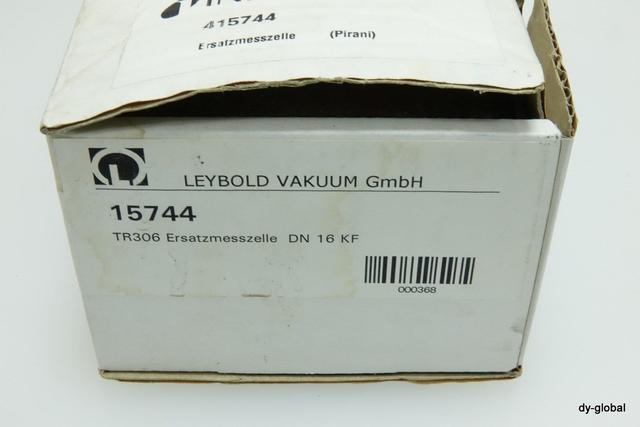 415744
Ersatzmesszelle (Pirani)
L
LEYBOLD VAKUUM GmbH
15744
TR306 Ersatzmesszelle DN 16 KF
000368
dy-global